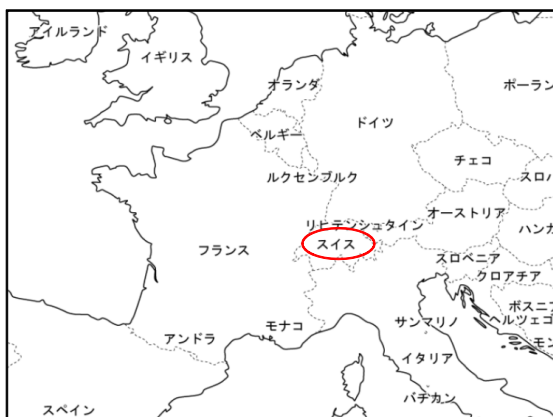 アイルランド
イギリス
オランダ
ポーラン
ベルギー
ドイツ
チェコ
ルクセンブルク
スロバ
リヒテンシュタイン
オーストリア
スイス
ハンガ
フランス
スロベニア
クロアチア
ボスニア
ヘルツェゴ
サンマリノ
モナコ
アンドラ
モン
イタリア
バチカン
スペイン